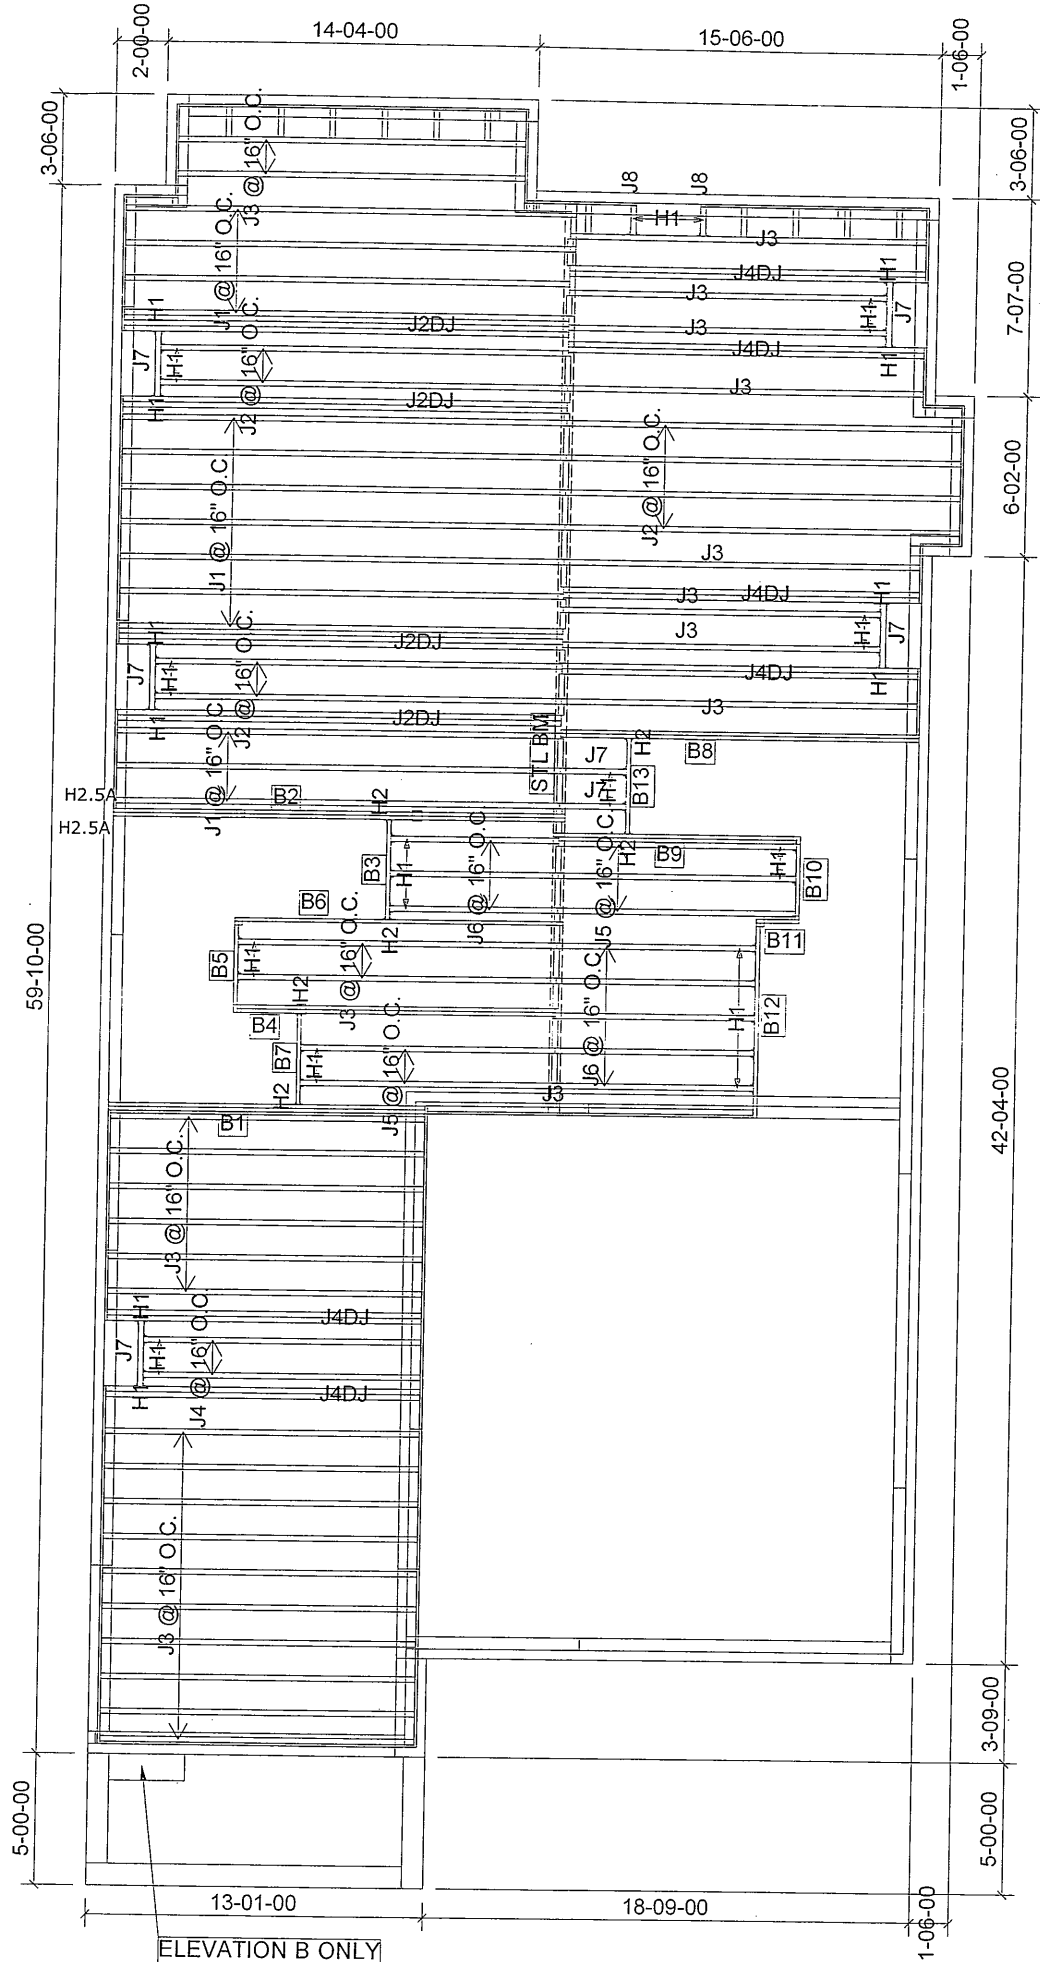 14-04-00
15-06-00
2-00-00
1-06-00
3-06-00
3-06-00
J3 @ 16" O.C.
J8
J8
H1
J3
J1 @ 16" O.C.
J4DJ
H1
J3
H1
J7
7-07-00
H1
J2DJ
J3
J7
H1
J4DJ
H1
J2 @ 16" O.C.
H1
J2DJ
J3
J1 @ 16" O.C.
J2 @ 16" O.C.
6-02-00
J3
J3
J4DJ
H1
J3
H1
J7
H1
J2DJ
J7
H1
J4DJ
H1
J2 @ 16" O.C.
H1
J2DJ
J3
STL BM
J7
H2
B8
J1 @ 16" O.C.
J7
H1
B13
H2.5A
B2
H2
H2.5A
H2
B9
H1
B10
B3
H1
J6 @ 16" O.C.
J5 @ 16" O.C.
B6
H2
B11
B5
H1
J3 @ 16" O.C.
H2
J6 @ 16" O.C.
H1
B12
B4
B7
H1
H2
J5 @ 16" O.C.
J3
59-10-00
42-04-00
B1
J3 @ 16" O.C.
H1
J4DJ
J7
H1
H1
J4 @ 16" O.C.
J4DJ
J3 @ 16" O.C.
3-09-00
5-00-00
5-00-00
13-01-00
18-09-00
1-06-00
ELEVATION B ONLY